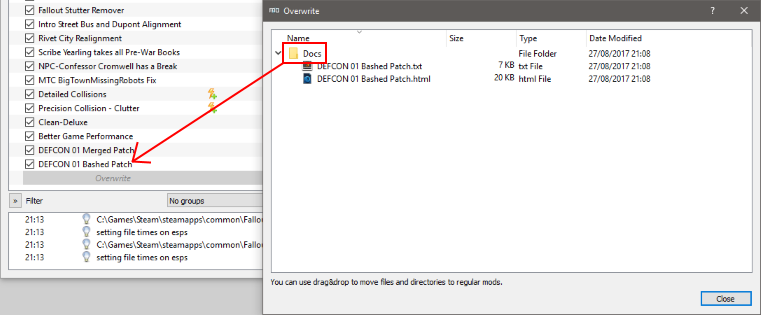 Fallout Stutter Remover
Intro Street Bus and Dupont Alignment
Rivet City Realignment
Scribe Yearling takes all Pre-War Books
NPC-Confessor Cromwell has a Break
MTC BigTownMissingRobots Fix
Detailed Collisions
Precision Collision - Clutter
Clean-Deluxe
Better Game Performance
DEFCON 01 Merged Patch
DEFCON 01 Bashed Patch
Overwrite
» Filter No groups
21:13 C:\Games\Steam\steamapps\common\Fallou
21:13 setting file times on esps
21:13 C:\Games\Steam\steamapps\common\Fallou
21:13 setting file times on esps
Overwrite ? ×
Name Size Type Date Modified
Docs File Folder 27/08/2017 21:08
DEFCON 01 Bashed Patch.txt 7 KB txt File 27/08/2017 21:08
DEFCON 01 Bashed Patch.html 20 KB html File 27/08/2017 21:08
You can use drag&drop to move files and directories to regular mods.
Close